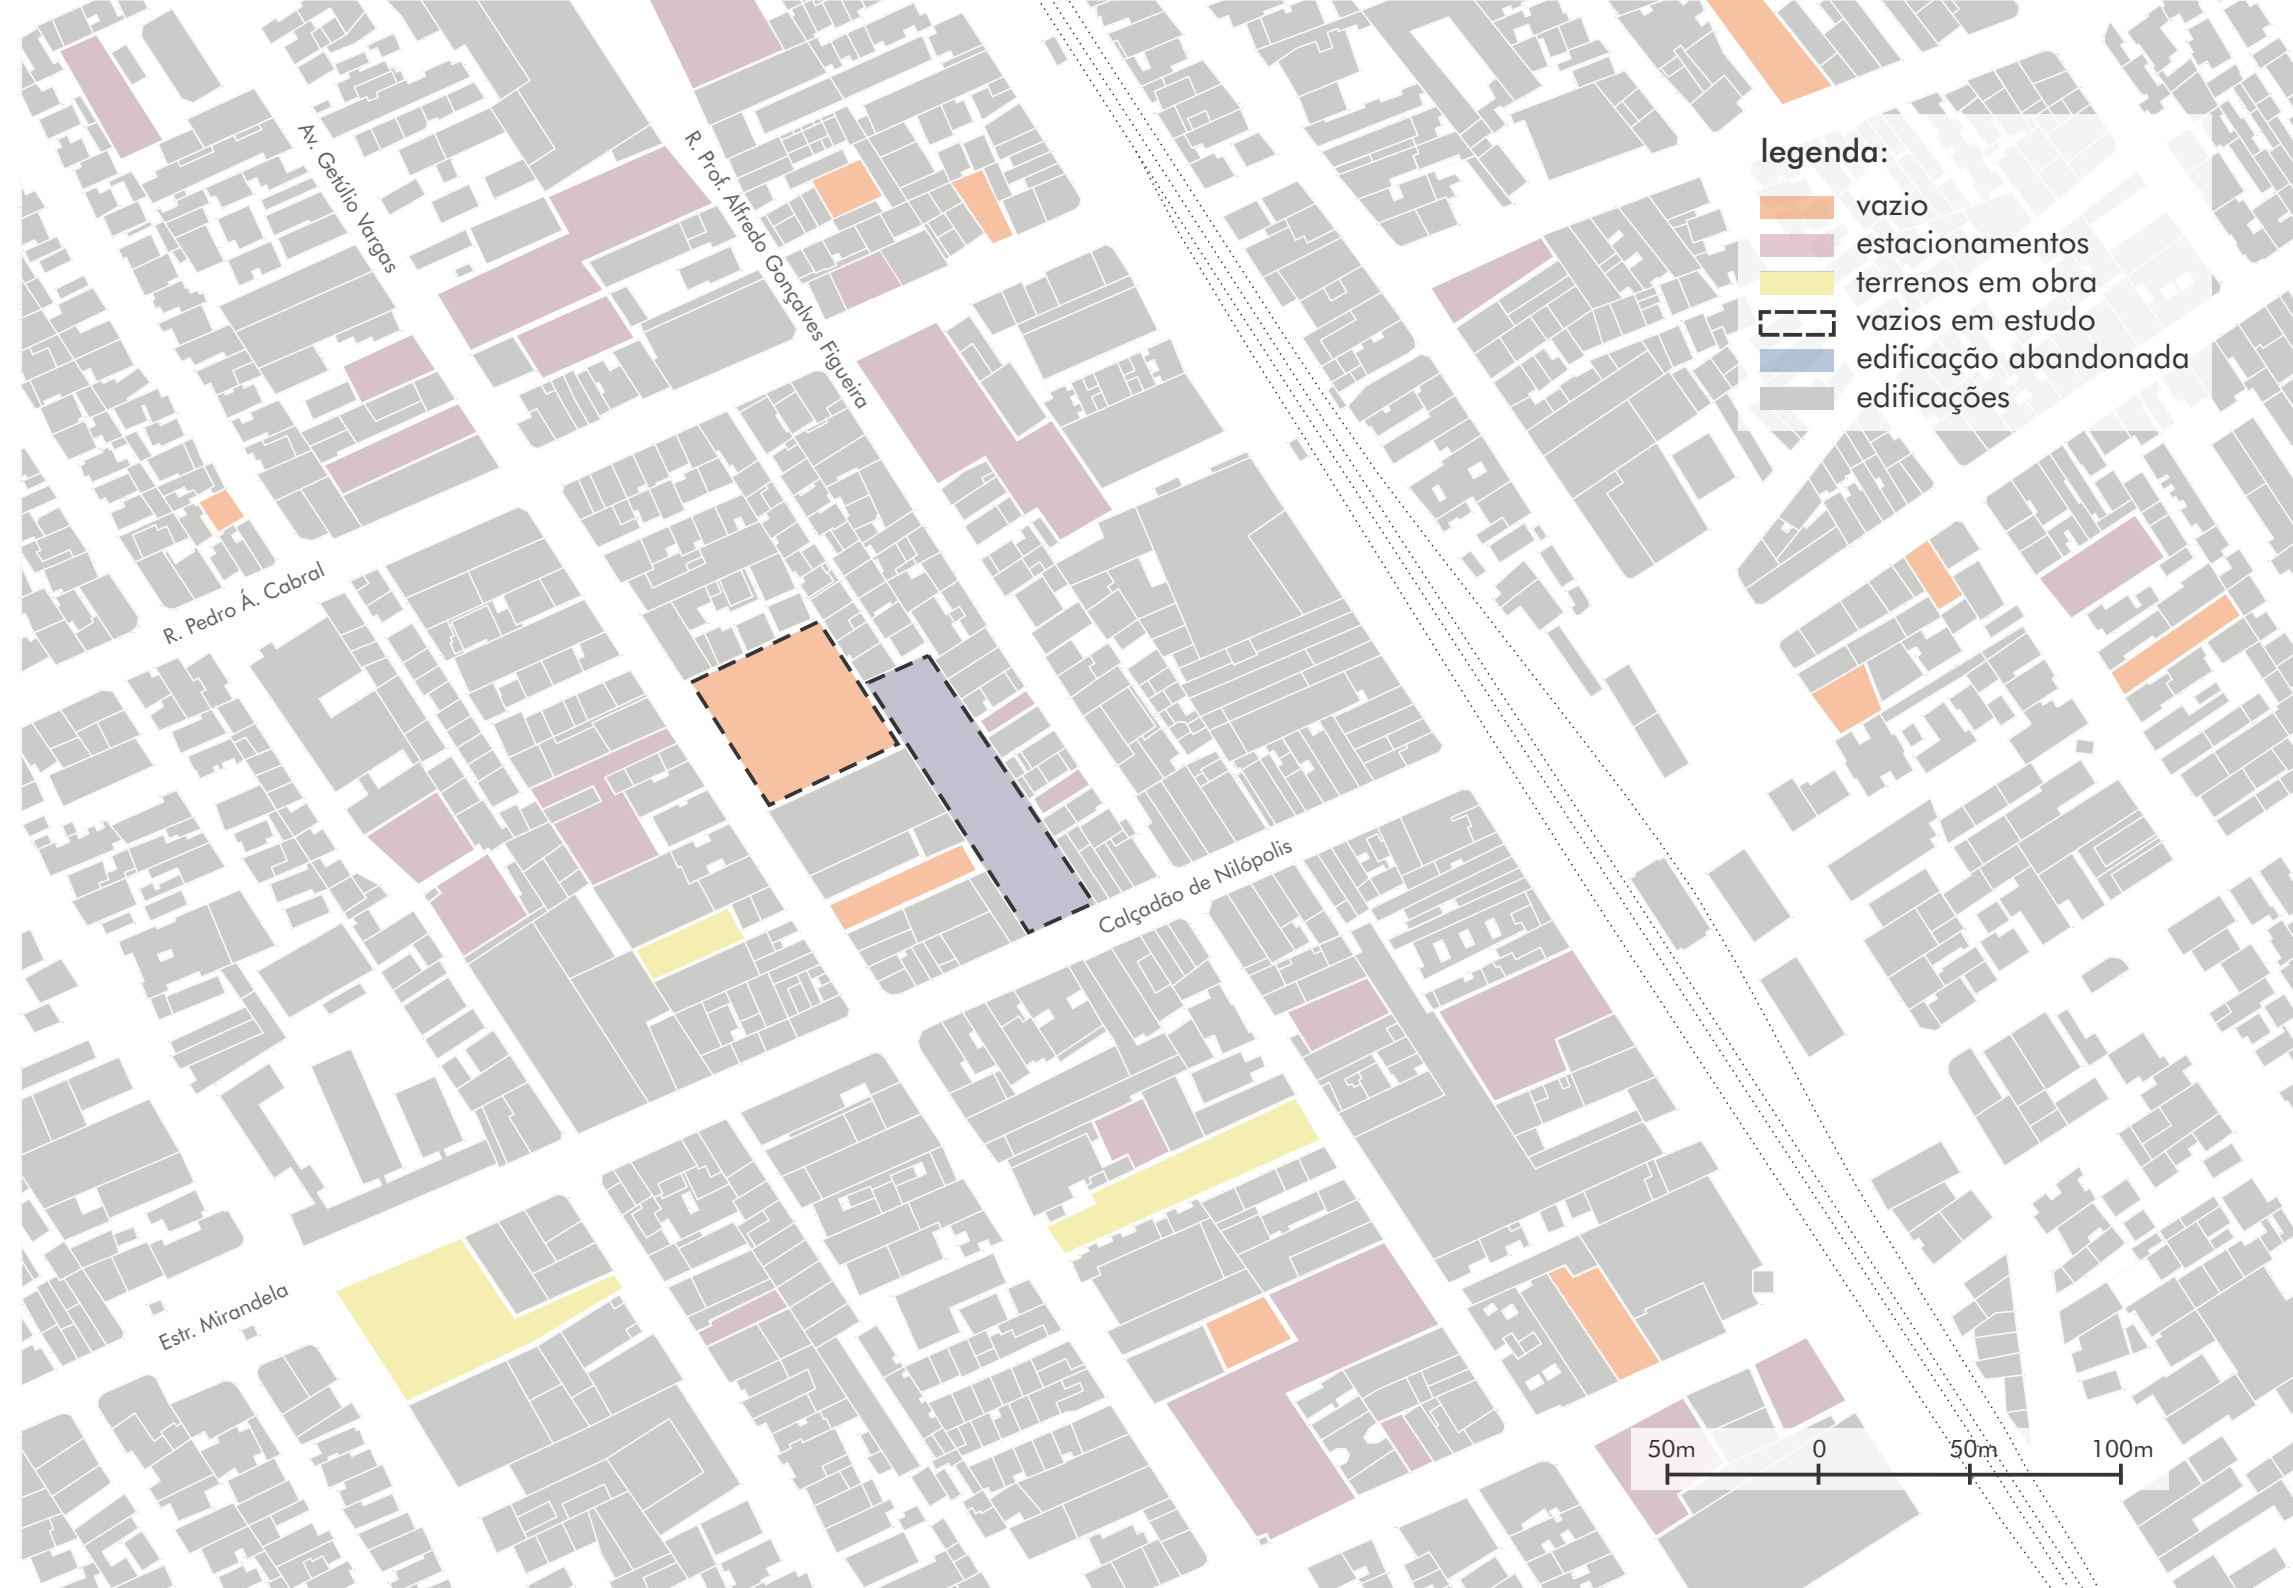 Av. Getúlio Vargas
R. Prof. Alfredo Gonçalves Figueira
legenda:
vazio
estacionamentos
terrenos em obra
vazios em estudo
edificação abandonada
edificações
R. Pedro Á. Cabral
Calçadão de Nilópolis
Estr. Mirandela
50m 0 50m 100m